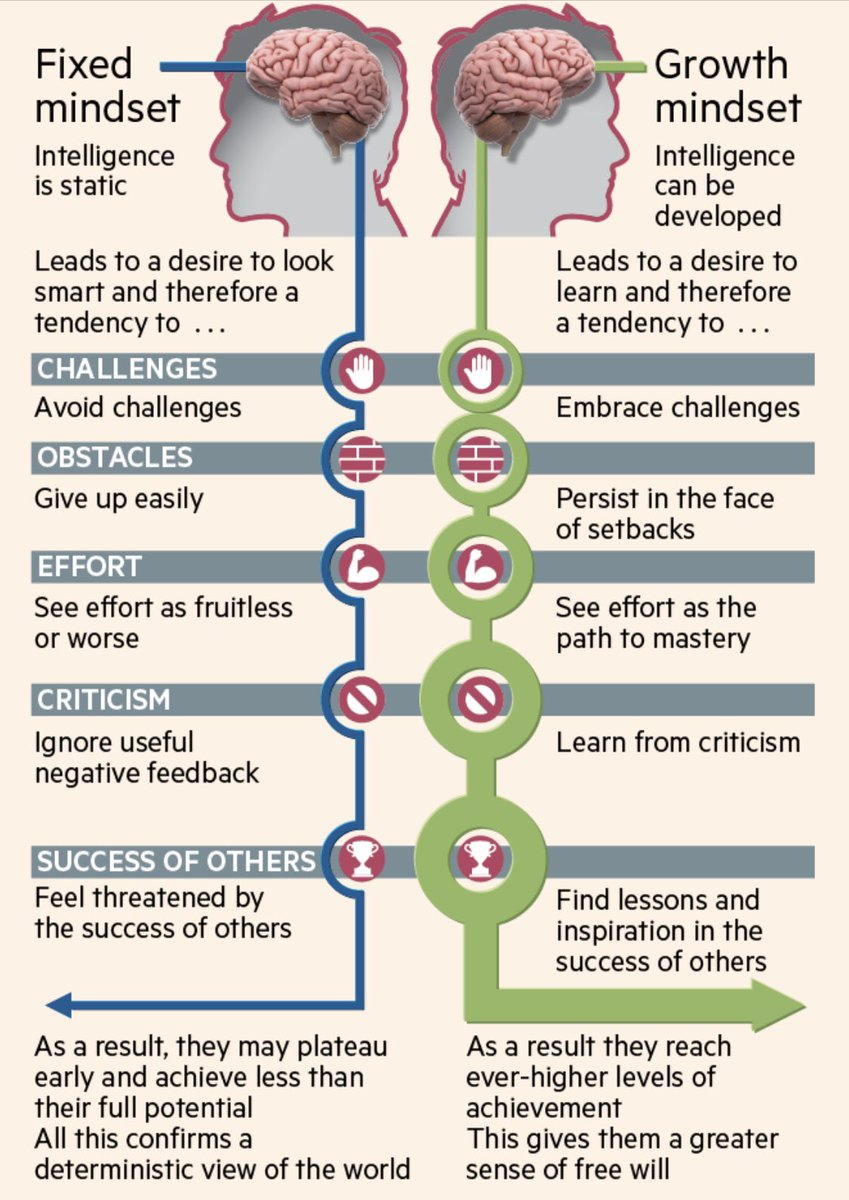 Fixed
mindset
Intelligence
is static
Growth
mindset
Intelligence
can be
developed
Leads to a desire to look
smart and therefore a
tendency to ...
Leads to a desire to
learn and therefore
a tendency to ...
CHALLENGES
Avoid challenges
Embrace challenges
OBSTACLES
Give up easily
Persist in the face
of setbacks
EFFORT
See effort as fruitless
or worse
See effort as the
path to mastery
CRITICISM
Ignore useful
negative feedback
Learn from criticism
SUCCESS OF OTHERS
Feel threatened by
the success of others
Find lessons and
inspiration in the
success of others
As a result, they may plateau
early and achieve less than
their full potential
All this confirms a
deterministic view of the world
As a result they reach
ever-higher levels of
achievement
This gives them a greater
sense of free will